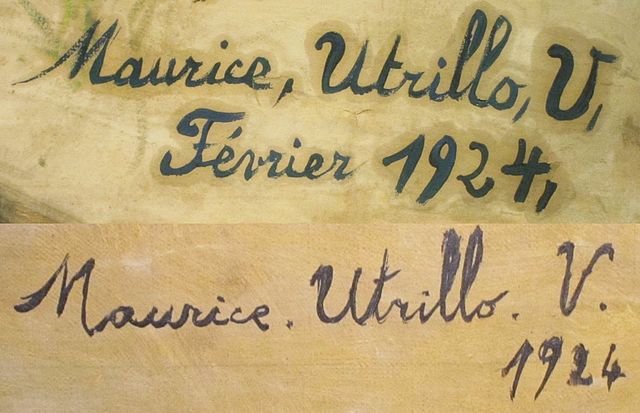 Maurice, Utrillo, V,
Février 1924,
Maurice. Utrillo. V.
1924